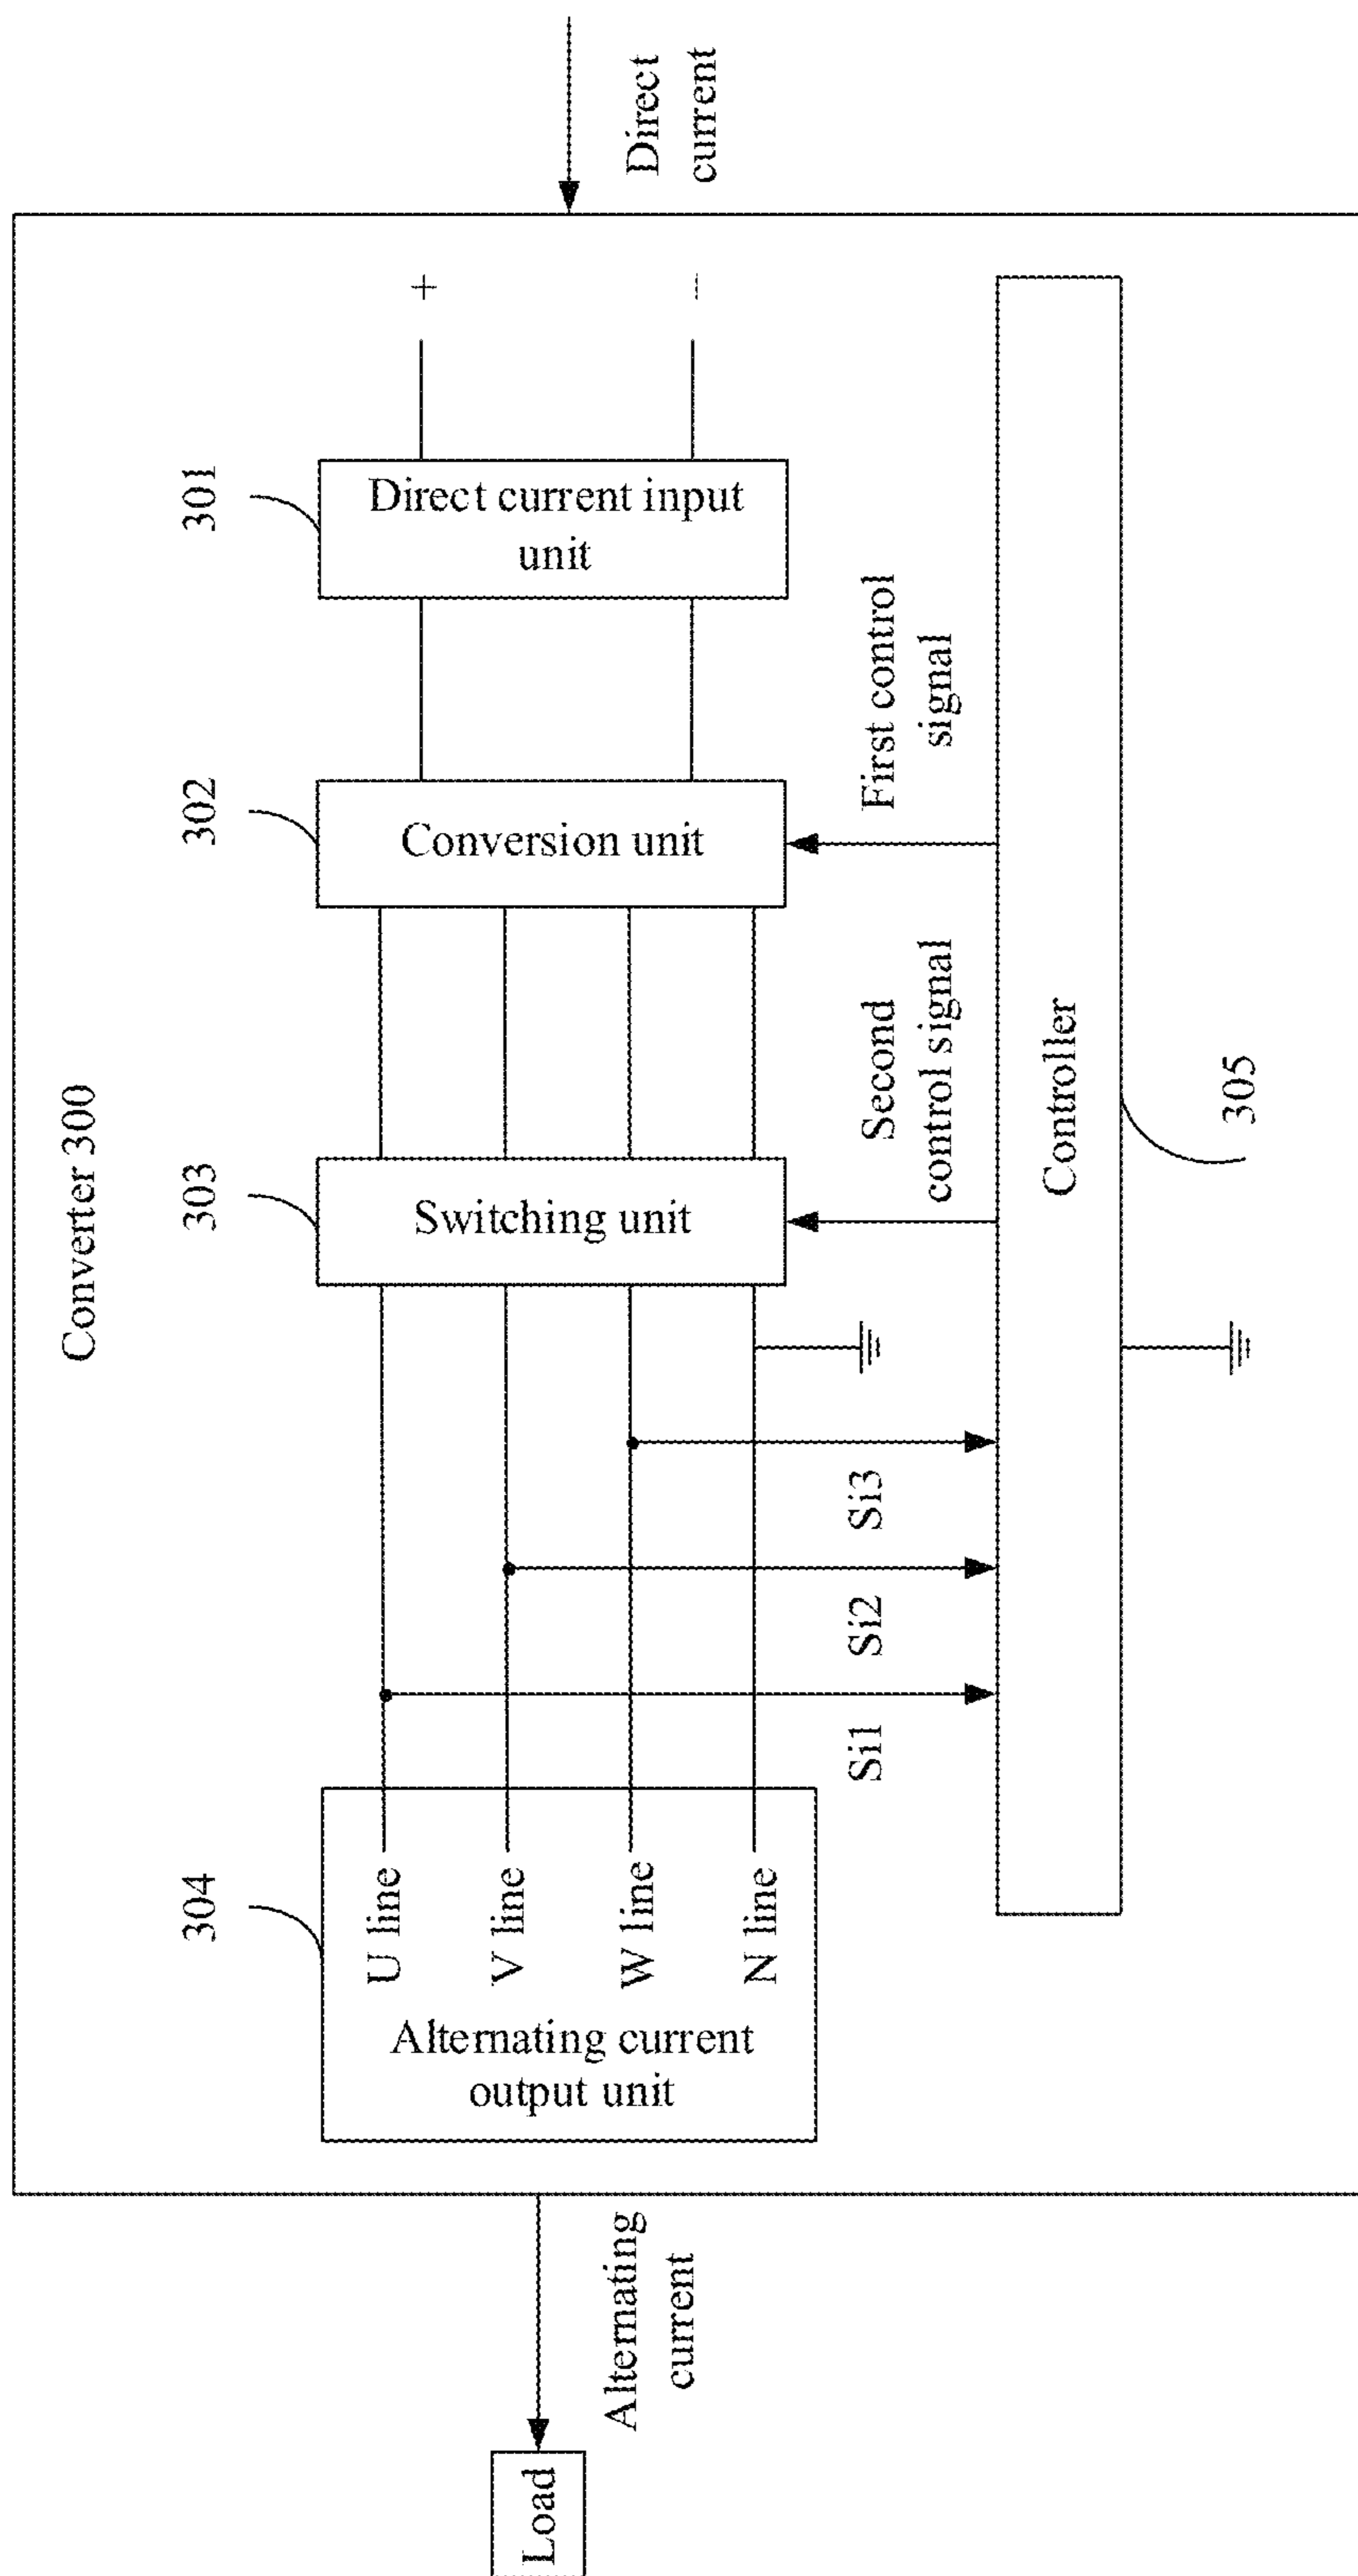 Converter 300
304
303
302
301
U line
V line
W line
N line
Alternating current
output unit
Switching unit
Conversion unit
Direct current input
unit
+
−
Load
Alternating
current
Direct
current
Si1
Si2
Si3
Second
control signal
First control
signal
Controller
305